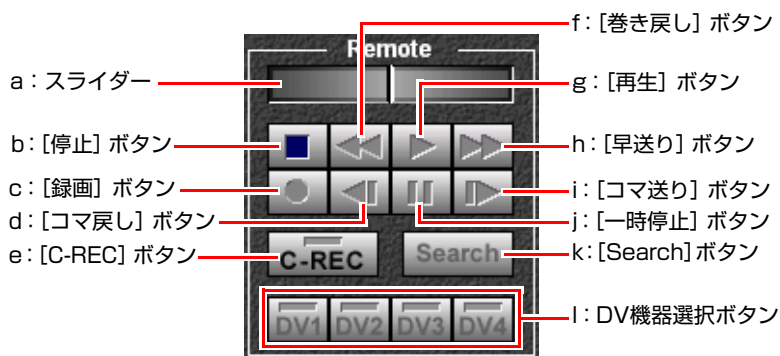 f：[巻き戻し] ボタン
Remote
a：スライダー
g：[再生] ボタン
b：[停止] ボタン
h：[早送り] ボタン
c：[録画] ボタン
i：[コマ送り] ボタン
d：[コマ戻し] ボタン
j：[一時停止] ボタン
e：[C-REC] ボタン
C-REC
Search
k：[Search]ボタン
DV1 DV2 DV3 DV4
l：DV機器選択ボタン